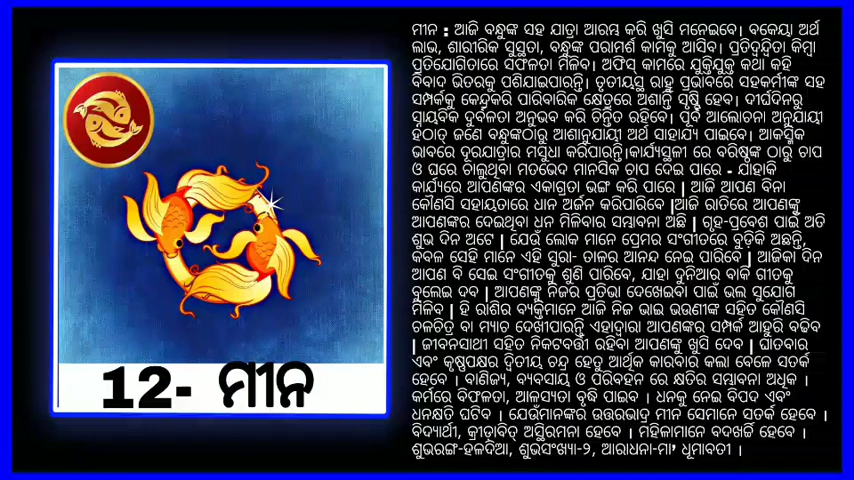 ମୀନ : ଆଜି ବନ୍ଧୁଙ୍କ ସହ ଯାତ୍ରା ଆରମ୍ଭ କରି ଖୁସି ମନେଇବେ। ବକେୟା ଅର୍ଥ
ଲାଭ, ଶାରୀରିକ ସୁସ୍ଥତା, ବନ୍ଧୁଙ୍କ ପରାମର୍ଶ କାମକୁ ଆସିବ। ପ୍ରତିଦ୍ବନ୍ଦ୍ୱିତା କିମ୍ବା
ପ୍ରତିଯୋଗିତାରେ ସଫଳତା ମିଳିବ। ଅଫିସ୍ କାମରେ ଯୁକ୍ତିଯୁକ୍ତ କଥା କହି
ବିବାଦ ଭିତରକୁ ପଶିଯାଇପାରନ୍ତି। ତୃତୀୟସ୍ଥ ରାହୁ ପ୍ରଭାବରେ ସହକର୍ମୀଙ୍କ ସହ
ସମ୍ପର୍କକୁ କେନ୍ଦ୍ରକରି ପାରିବାରିକ କ୍ଷେତ୍ରରେ ଅଶାନ୍ତି ସୃଷ୍ଟି ହେବ। ଦୀର୍ଘଦିନରୁ
ସ୍ନାୟବିକ ଦୁର୍ବଳତା ଅନୁଭବ କରି ଚିନ୍ତିତ ରହିବେ। ପୂର୍ବ ଆଲୋଚନା ଅନୁଯାୟୀ
ହଠାତ୍ ଜଣେ ବନ୍ଧୁଙ୍କଠାରୁ ଆଶାନୁଯାୟୀ ଅର୍ଥ ସାହାଯ୍ୟ ପାଇବେ। ଆକସ୍ମିକ
ଭାବରେ ଦୂରଯାତ୍ରାର ମସୁଧା କରିପାରନ୍ତି।କାର୍ଯ୍ୟସ୍ଥଳୀ ରେ ବରିଷ୍ଠଙ୍କ ଠାରୁ ଚାପ
ଓ ଘରେ ଚାଲୁଥିବା ମତଭେଦ ମାନସିକ ଚାପ ଦେଇ ପାରେ - ଯାହାକି
କାର୍ଯ୍ୟରେ ଆପଣଙ୍କର ଏକାଗ୍ରତା ଭଙ୍ଗ କରି ପାରେ | ଆଜି ଆପଣ ବିନା
କୌଣସି ସହାୟତାରେ ଧାନ ଅର୍ଜନ କରିପାରିବେ |ଆଜି ରାତିରେ ଆପଣଙ୍କୁ
ଆପଣଙ୍କର ଦେଇଥିବା ଧନ ମିଳିବାର ସମ୍ଭାବନା ଅଛି | ଗୃହ-ପ୍ରବେଶ ପାଇଁ ଅତି
ଶୁଭ ଦିନ ଅଟେ | ଯେଉଁ ଲୋକ ମାନେ ପ୍ରେମର ସଂଗୀତରେ ବୁଡ଼ିକି ଅଛନ୍ତି,
କେବଳ ସେହି ମାନେ ଏହି ସୁରା- ତାଳର ଆନନ୍ଦ ନେଇ ପାରିବେ | ଆଜିକା ଦିନ
ଆପଣ ବି ସେଇ ସଂଗୀତକୁ ଶୁଣି ପାରିବେ, ଯାହା ଦୁନିଆର ବାକି ଗୀତକୁ
ଭୁଲେଇ ଦବ | ଆପଣଙ୍କୁ ନିଜର ପ୍ରତିଭା ଦେଖେଇବା ପାଇଁ ଭଲ ସୁଯୋଗ
ମିଳିବ | ହି ରାଶିର ବ୍ୟକ୍ତିମାନେ ଆଜି ନିଜ ଭାଇ ଭଉଣୀଙ୍କ ସହିତ କୌଣସି
ଚଳଚିତ୍ର ବା ମ୍ୟାଚ ଦେଖିପାରନ୍ତି ଏହାଦ୍ୱାରା ଆପଣଙ୍କର ସମ୍ପର୍କ ଆହୁରି ବଢିବ
| ଜୀବନସାଥୀ ସହିତ ନିକଟବର୍ତ୍ତୀ ରହିବା ଆପଣଙ୍କୁ ଖୁସି ଦେବ | ଘାତବାର
ଏବଂ କୃଷ୍ଣପକ୍ଷର ଦ୍ୱିତୀୟ ଚନ୍ଦ୍ର ହେତୁ ଆର୍ଥିକ କାରବାର କଲା ବେଳେ ସତର୍କ
ହେବେ । ବାଣିଜ୍ୟ, ବ୍ୟବସାୟ ଓ ପରିବହନ ରେ କ୍ଷତିର ସମ୍ଭାବନା ଅଧିକ ।
କର୍ମରେ ବିଫଳତା, ଆଳସ୍ୟତା ବୃଦ୍ଧି ପାଇବ । ଧନକୁ ନେଇ ବିପଦ ଏବଂ
ଧନକ୍ଷତି ଘଟିବ । ଯେଉଁମାନଙ୍କର ଉତ୍ତରଭାଦ୍ର ମୀନ ସେମାନେ ସତର୍କ ହେବେ ।
ବିଦ୍ୟାର୍ଥୀ, କ୍ରୀଡ଼ାବିତ୍ ଅସ୍ଥିରମନା ହେବେ । ମହିଳାମାନେ ବଦଖର୍ଚ୍ଚି ହେବେ ।
ଶୁଭରଙ୍ଗ-ହଳଦିଆ, ଶୁଭସଂଖ୍ୟା-୨, ଆରାଧନା-ମା' ଧୂମାବତୀ ।
12- ମୀନ